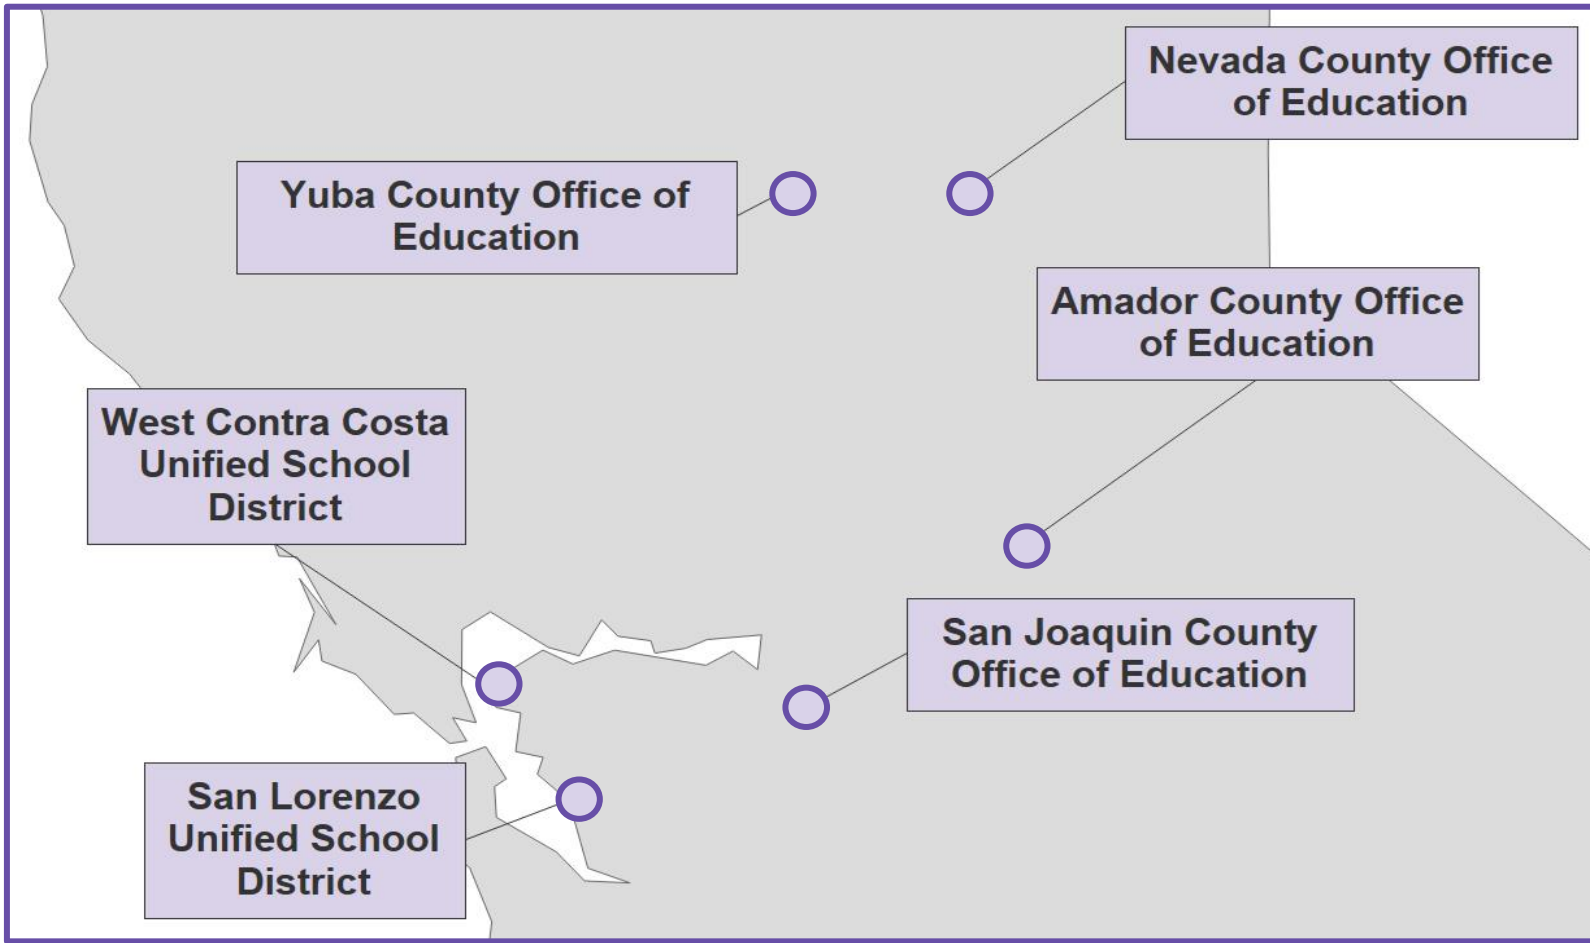 Nevada County Office
of Education
Yuba County Office of
Education
Amador County Office
of Education
West Contra Costa
Unified School
District
San Joaquin County
Office of Education
San Lorenzo
Unified School
District